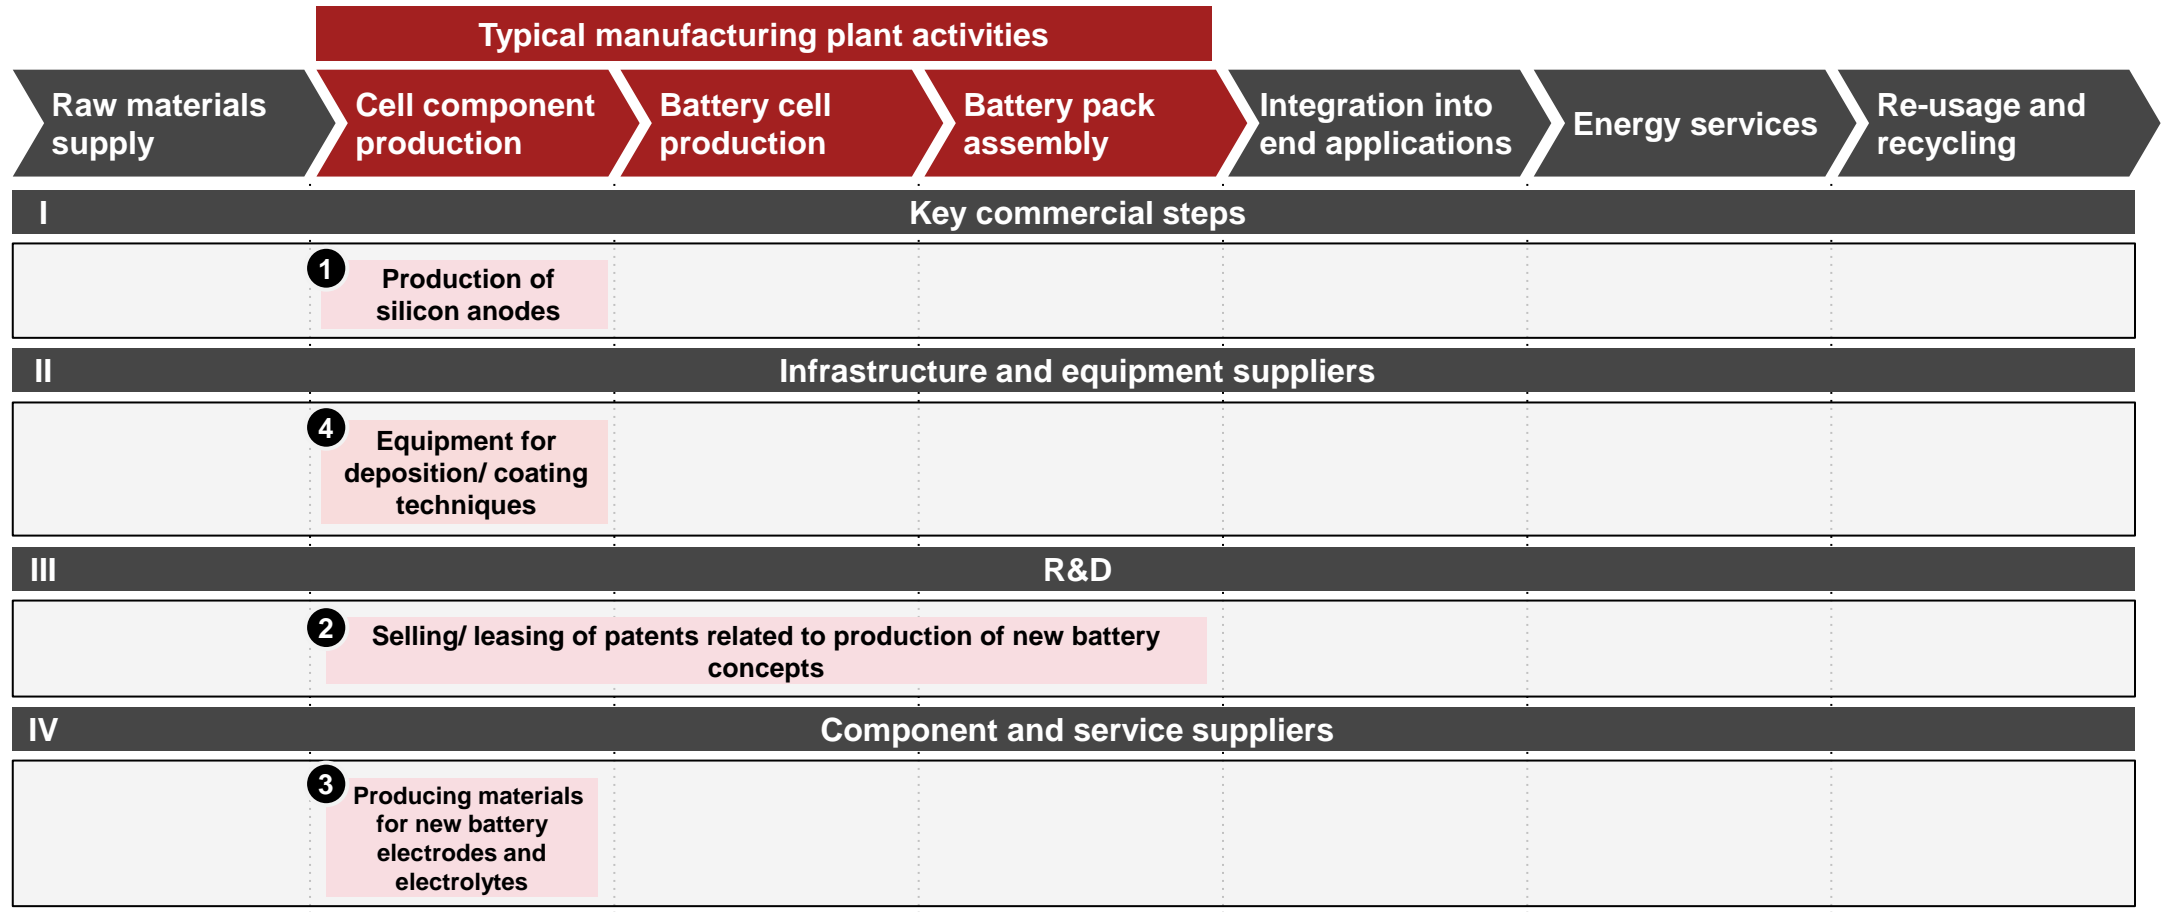 Typical manufacturing plant activities
Raw materials
supply
Cell component
production
Battery cell
production
Battery pack
assembly
Integration into
end applications
Energy services
Re-usage and
recycling
I
Key commercial steps
1
Production of
silicon anodes
II
Infrastructure and equipment suppliers
4
Equipment for
deposition/ coating
techniques
III
R&D
2
Selling/ leasing of patents related to production of new battery
concepts
IV
Component and service suppliers
3
Producing materials
for new battery
electrodes and
electrolytes